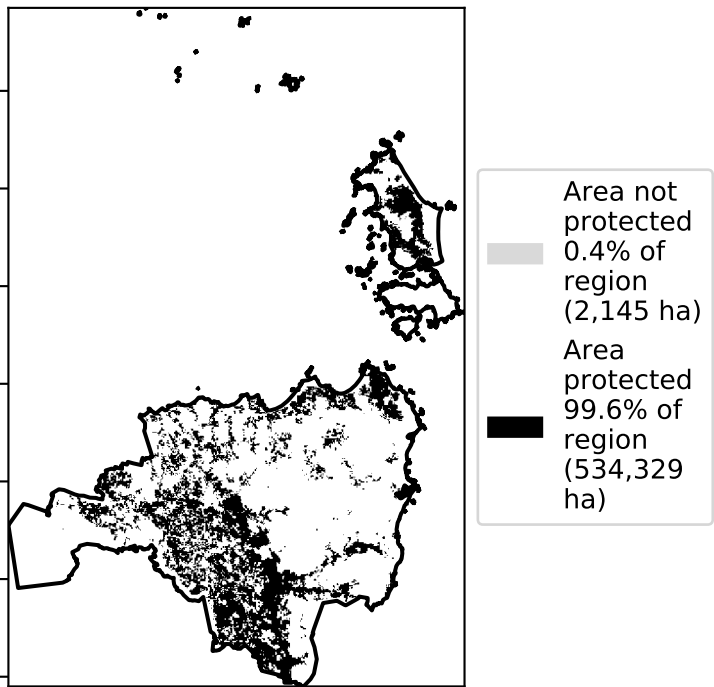 Area not
protected
0.4% of
region
(2,145 ha)
Area
protected
99.6% of
region
(534,329
ha)